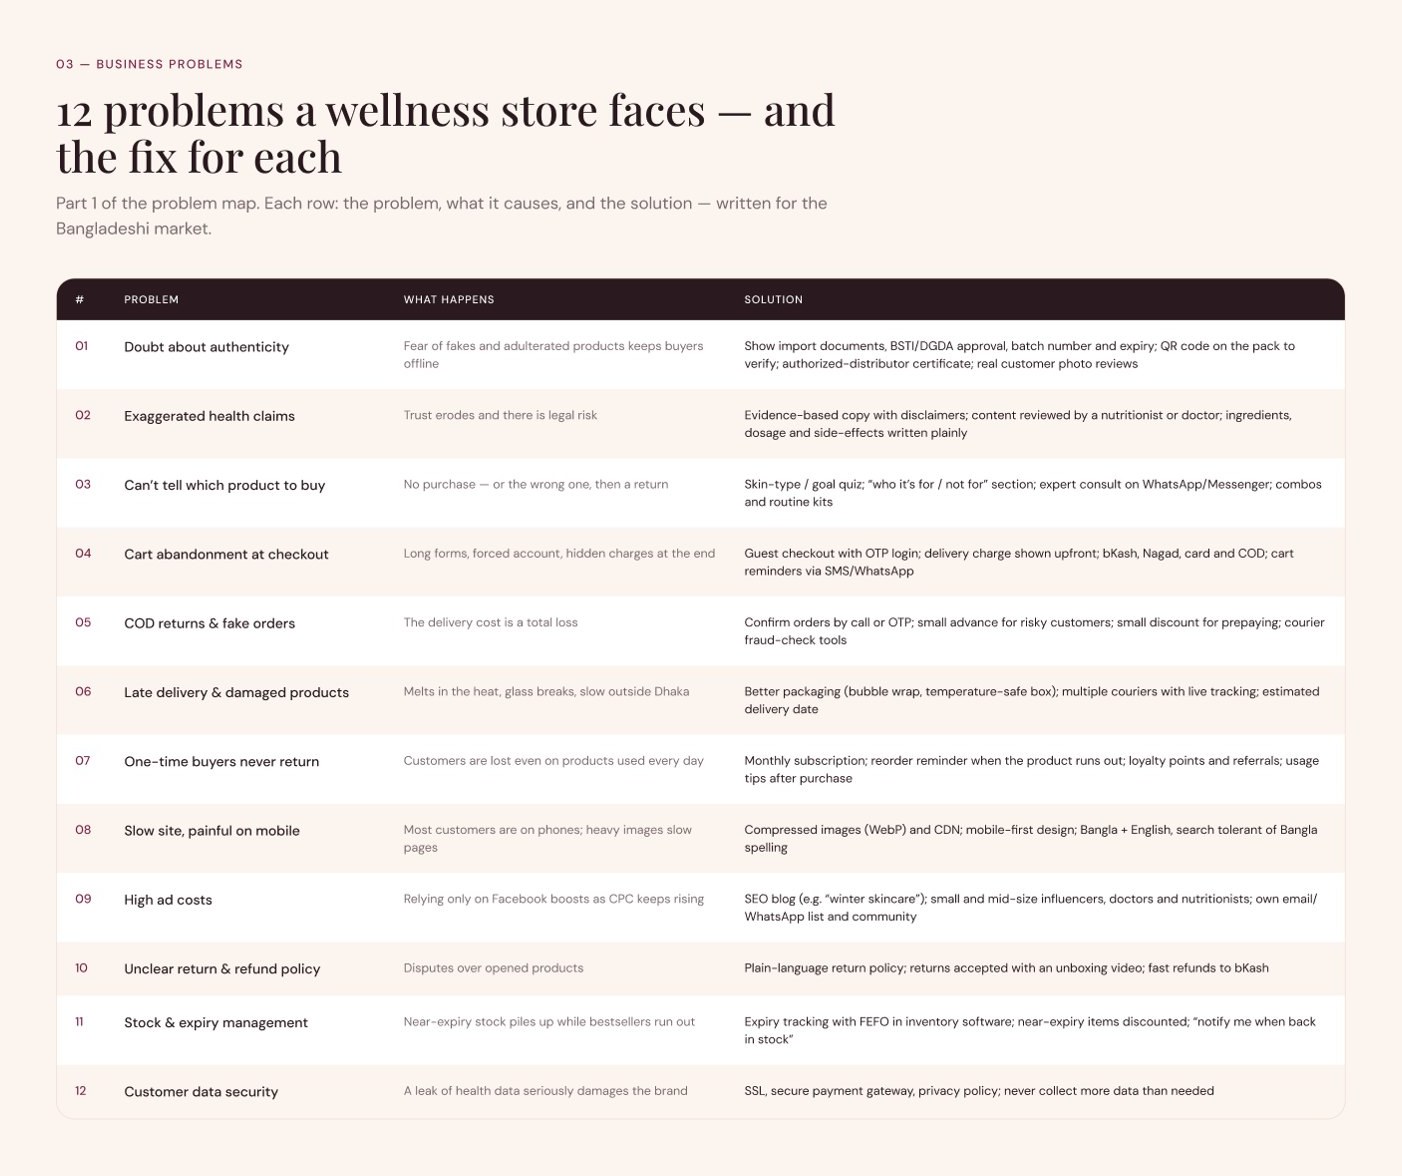 03 — BUSINESS PROBLEMS
12 problems a wellness store faces — and
the fix for each
Part 1 of the problem map. Each row: the problem, what it causes, and the solution — written for the
Bangladeshi market.
# PROBLEM WHAT HAPPENS SOLUTION
01 Doubt about authenticity Fear of fakes and adulterated products keeps buyers Show import documents, BSTI/DGDA approval, batch number and expiry; QR code on the pack to
offline verify; authorized-distributor certificate; real customer photo reviews
02 Exaggerated health claims Trust erodes and there is legal risk Evidence-based copy with disclaimers; content reviewed by a nutritionist or doctor; ingredients,
dosage and side-effects written plainly
03 Can’t tell which product to buy No purchase — or the wrong one, then a return Skin-type / goal quiz; “who it’s for / not for” section; expert consult on WhatsApp/Messenger; combos
and routine kits
04 Cart abandonment at checkout Long forms, forced account, hidden charges at the end Guest checkout with OTP login; delivery charge shown upfront; bKash, Nagad, card and COD; cart
reminders via SMS/WhatsApp
05 COD returns & fake orders The delivery cost is a total loss Confirm orders by call or OTP; small advance for risky customers; small discount for prepaying; courier
fraud-check tools
06 Late delivery & damaged products Melts in the heat, glass breaks, slow outside Dhaka Better packaging (bubble wrap, temperature-safe box); multiple couriers with live tracking; estimated
delivery date
07 One-time buyers never return Customers are lost even on products used every day Monthly subscription; reorder reminder when the product runs out; loyalty points and referrals; usage
tips after purchase
08 Slow site, painful on mobile Most customers are on phones; heavy images slow Compressed images (WebP) and CDN; mobile-first design; Bangla + English, search tolerant of Bangla
pages spelling
09 High ad costs Relying only on Facebook boosts as CPC keeps rising SEO blog (e.g. “winter skincare”); small and mid-size influencers, doctors and nutritionists; own email/
WhatsApp list and community
10 Unclear return & refund policy Disputes over opened products Plain-language return policy; returns accepted with an unboxing video; fast refunds to bKash
11 Stock & expiry management Near-expiry stock piles up while bestsellers run out Expiry tracking with FEFO in inventory software; near-expiry items discounted; “notify me when back
in stock”
12 Customer data security A leak of health data seriously damages the brand SSL, secure payment gateway, privacy policy; never collect more data than needed